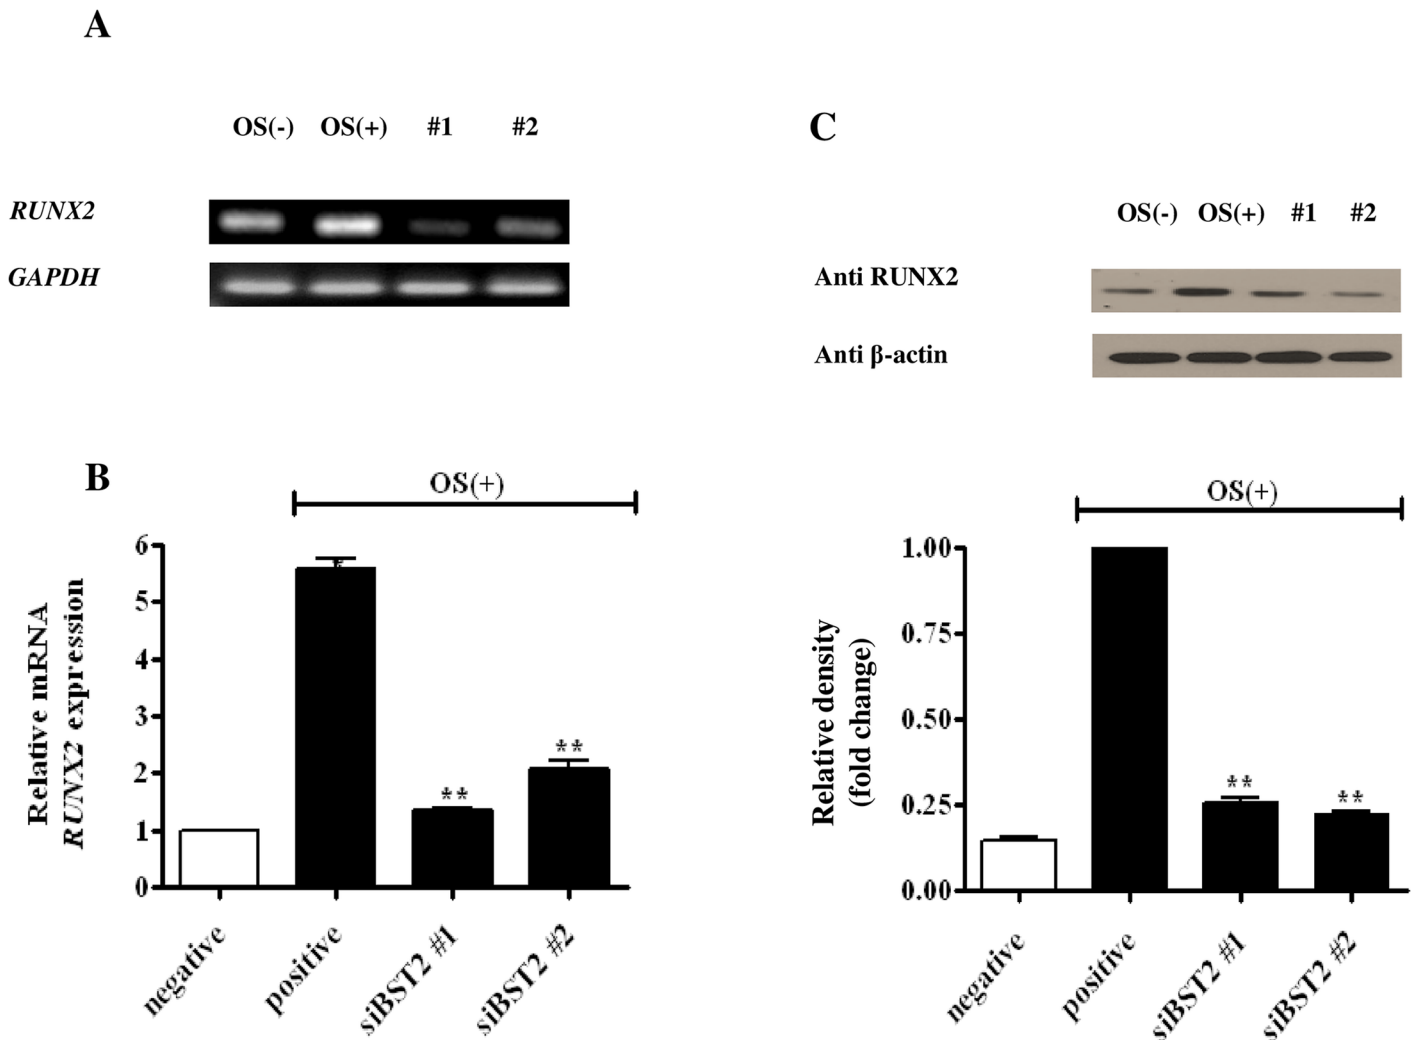 A
OS(-) OS(+) #1 #2
RUNX2
GAPDH
C
OS(-) OS(+) #1 #2
Anti RUNX2
Anti β-actin
B
OS(+)
6
5
4
3
2
1
0
Relative mRNA
RUNX2 expression
*
**
**
negative
positive
siBST2 #1
siBST2 #2
OS(+)
1.00
0.75
0.50
0.25
0.00
Relative density
(fold change)
**
**
negative
positive
siBST2 #1
siBST2 #2